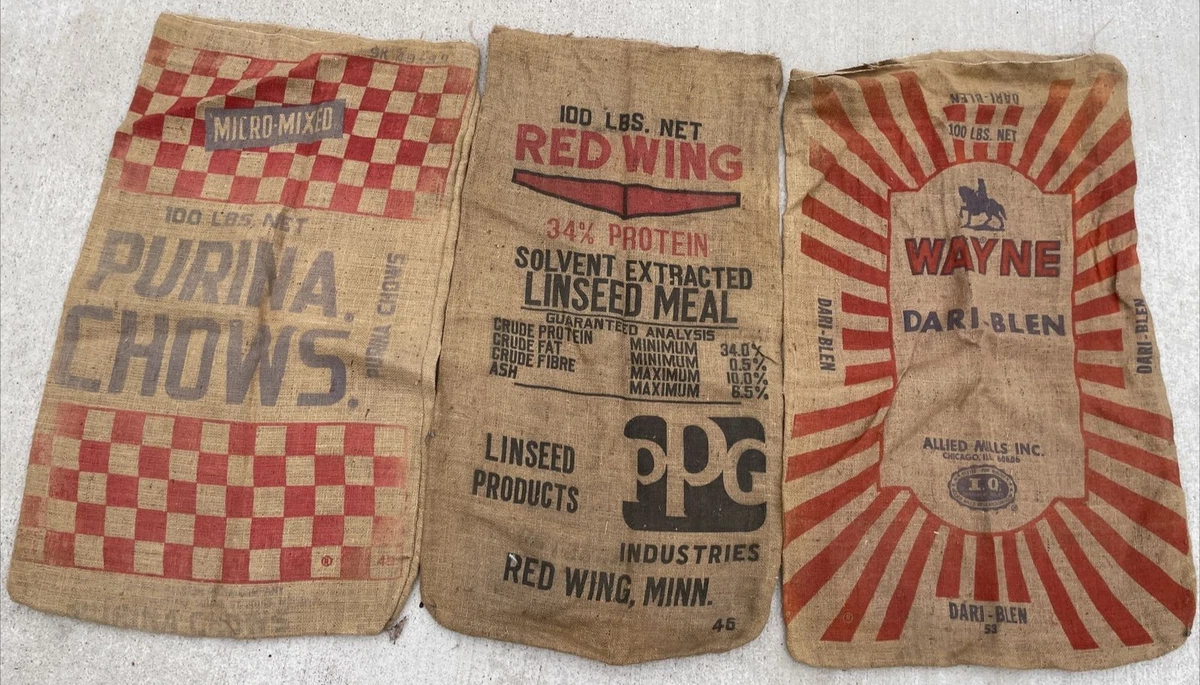 MICRO-MIXED
100 LBS. NET
PURINA.
CHOWS.
PURINA CHOWS
100 LBS. NET
RED WING
34% PROTEIN
SOLVENT EXTRACTED
LINSEED MEAL
GUARANTEED ANALYSIS
CRUDE PROTEIN MINIMUM 34.0%
CRUDE FAT MINIMUM 0.5%
CRUDE FIBRE MAXIMUM 10.0%
ASH MAXIMUM 6.5%
LINSEED
PRODUCTS
PPG
INDUSTRIES
RED WING, MINN.
46
DARI-BLEN
100 LBS. NET
WAYNE
DARI-BLEN
DARI-BLEN
DARI-BLEN
ALLIED MILLS INC.
CHICAGO, ILL. 60606
DARI-BLEN
53